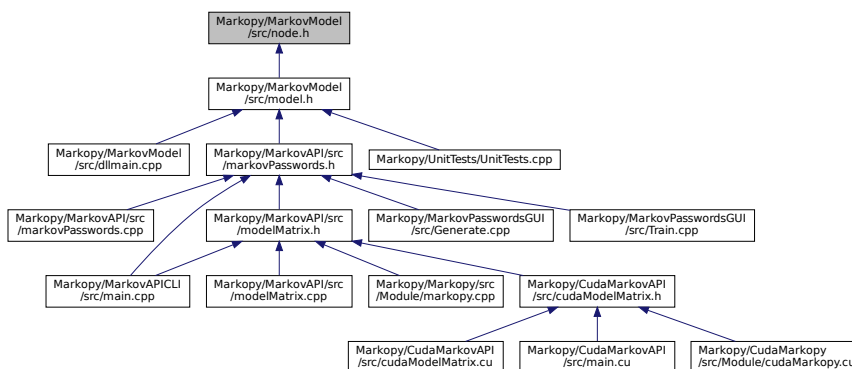 Markopy/MarkovModel
/src/node.h
Markopy/MarkovModel
/src/model.h
Markopy/MarkovModel
/src/dllmain.cpp
Markopy/MarkovAPI/src
/markovPasswords.h
Markopy/UnitTests/UnitTests.cpp
Markopy/MarkovAPI/src
/markovPasswords.cpp
Markopy/MarkovAPI/src
/modelMatrix.h
Markopy/MarkovPasswordsGUI
/src/Generate.cpp
Markopy/MarkovPasswordsGUI
/src/Train.cpp
Markopy/MarkovAPICLI
/src/main.cpp
Markopy/MarkovAPI/src
/modelMatrix.cpp
Markopy/Markopy/src
/Module/markopy.cpp
Markopy/CudaMarkovAPI
/src/cudaModelMatrix.h
Markopy/CudaMarkovAPI
/src/cudaModelMatrix.cu
Markopy/CudaMarkovAPI
/src/main.cu
Markopy/CudaMarkopy
/src/Module/cudaMarkopy.cu